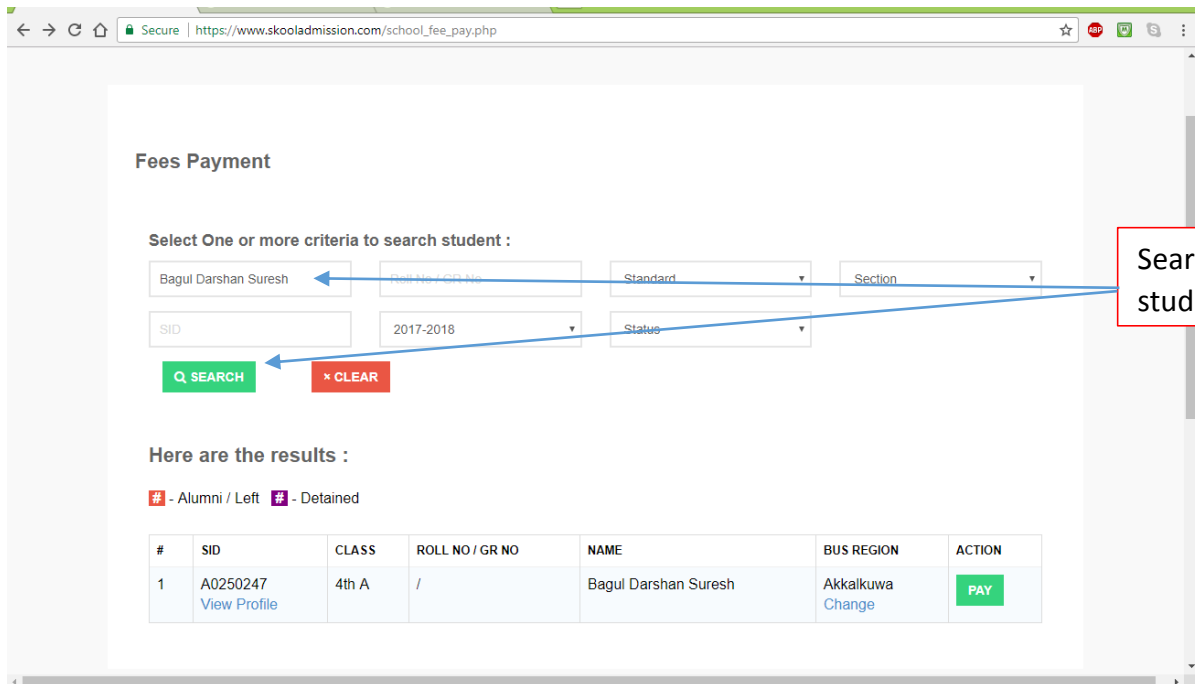 Secure | https://www.skooladmission.com/school_fee_pay.php
ABP
S
Fees Payment
Select One or more criteria to search student :
Bagul Darshan Suresh Roll No / GR No Standard Section
SID 2017-2018 Status
SEARCH × CLEAR
Sear
stud
Here are the results :
# - Alumni / Left # - Detained
# SID CLASS ROLL NO / GR NO NAME BUS REGION ACTION
1 A0250247 4th A / Bagul Darshan Suresh Akkalkuwa PAY
View Profile Change